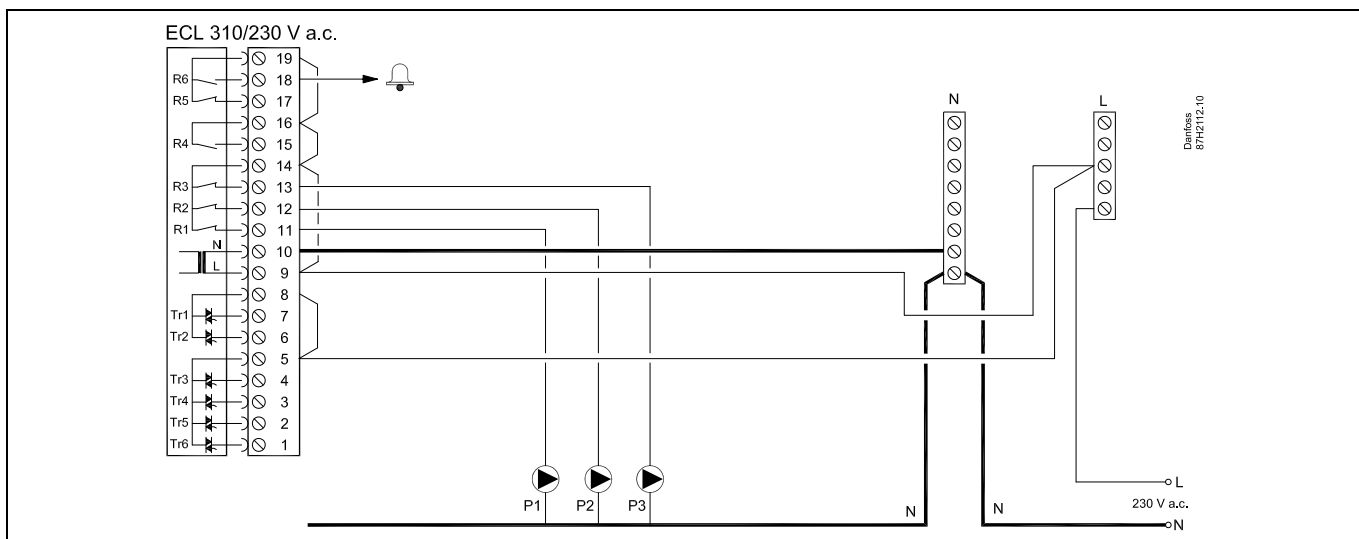 ECL 310/230 V a.c.
19
R6 18
R5 17
16
R4 15
14
R3 13
R2 12
R1 11
N 10
L 9
8
Tr1 7
Tr2 6
5
Tr3 4
Tr4 3
Tr5 2
Tr6 1
P1 P2 P3
N
L
Danfoss
87H2112.10
N N
L
230 V a.c.
N